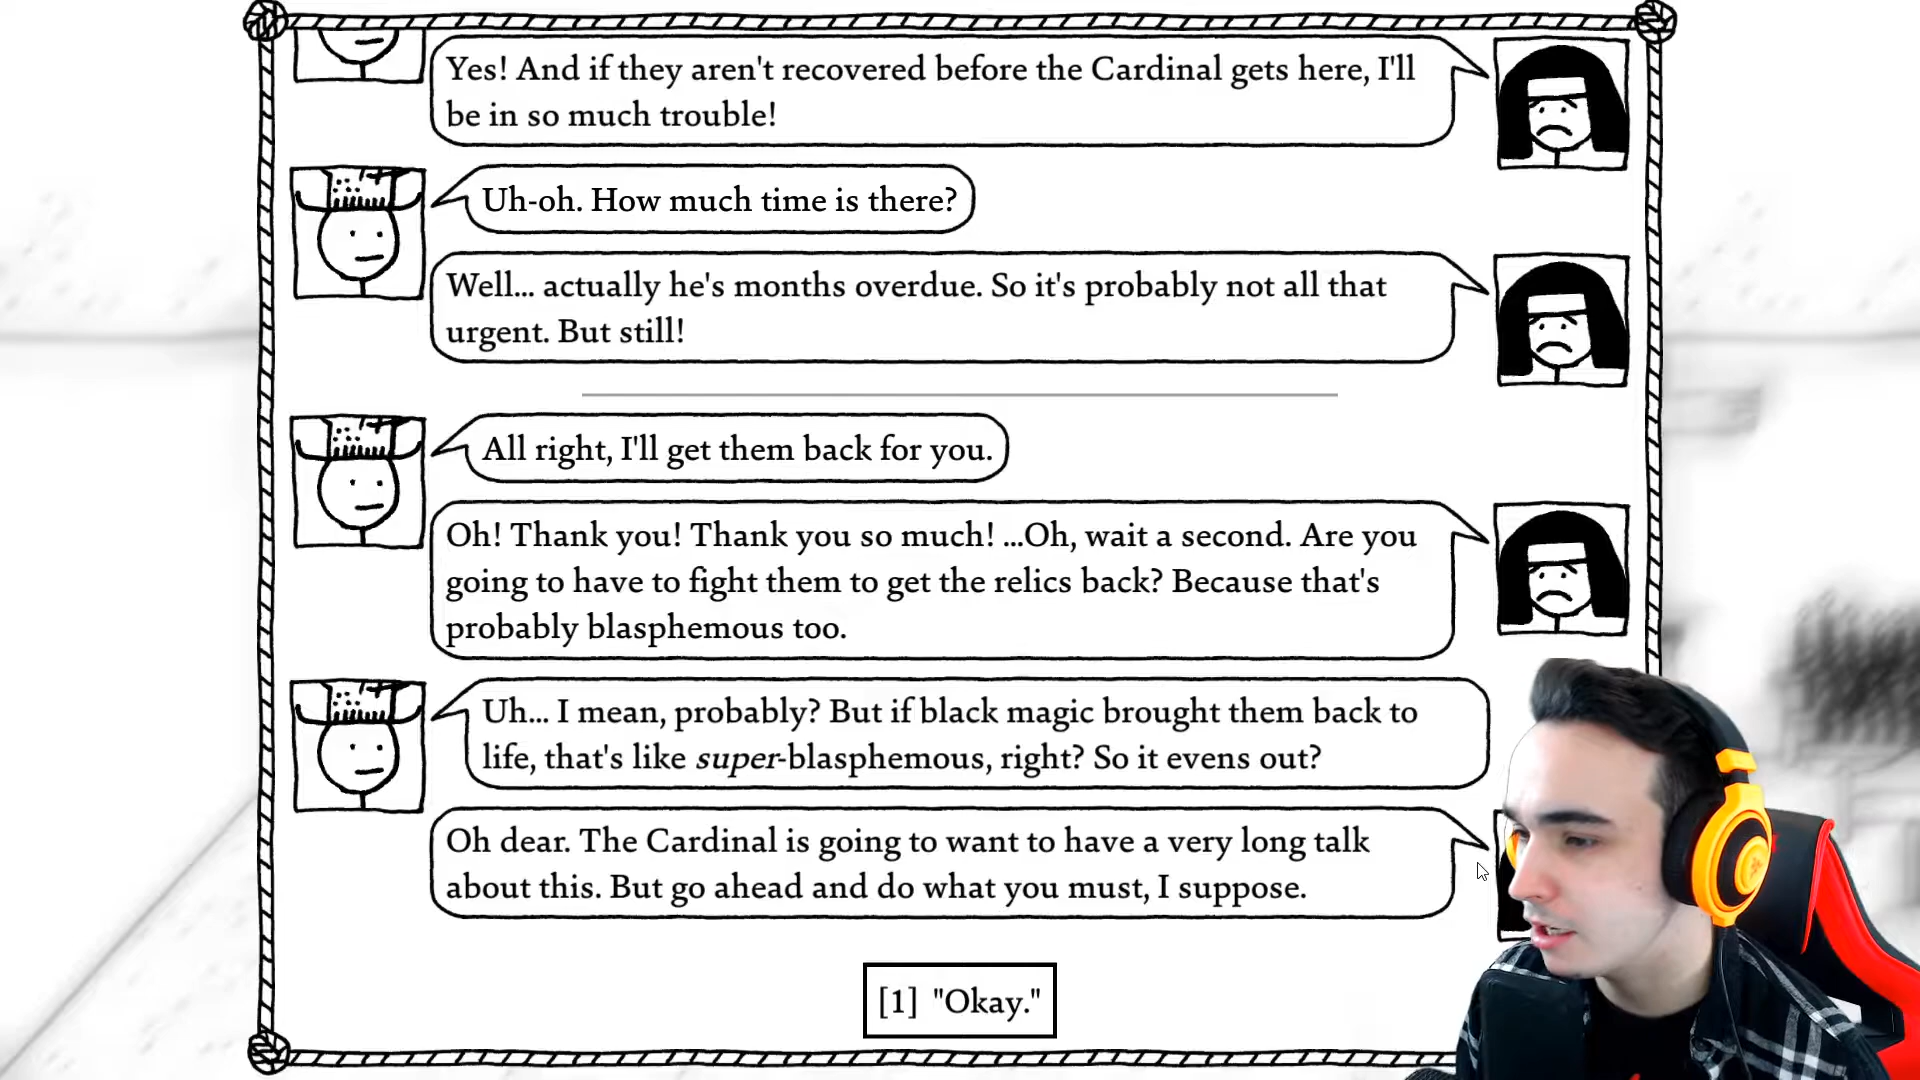 Yes! And if they aren't recovered before the Cardinal gets here, I'll
be in so much trouble!
Uh-oh. How much time is there?
Well... actually he's months overdue. So it's probably not all that
urgent. But still!
All right, I'll get them back for you.
Oh! Thank you! Thank you so much! ...Oh, wait a second. Are you
going to have to fight them to get the relics back? Because that's
probably blasphemous too.
Uh... I mean, probably? But if black magic brought them back to
life, that's like super-blasphemous, right? So it evens out?
Oh dear. The Cardinal is going to want to have a very long talk
about this. But go ahead and do what you must, I suppose.
[1] "Okay."